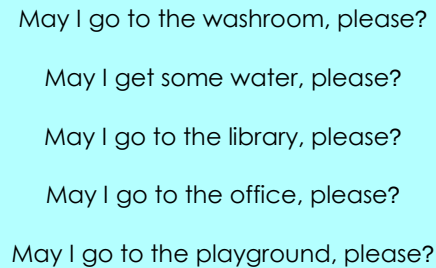 May I go to the washroom, please?
May I get some water, please?
May I go to the library, please?
May I go to the office, please?
May I go to the playground, please?